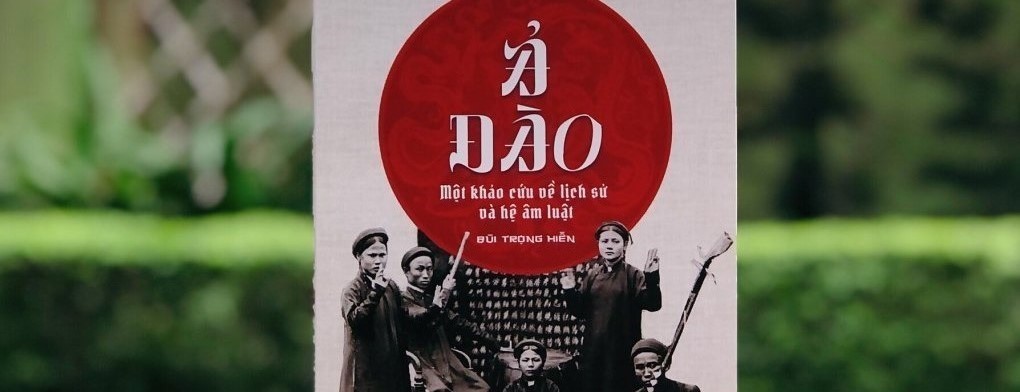 Ả
ĐÀO
Một khảo cứu về lịch sử
và hệ âm luật
BÙI TRỌNG HIỀN